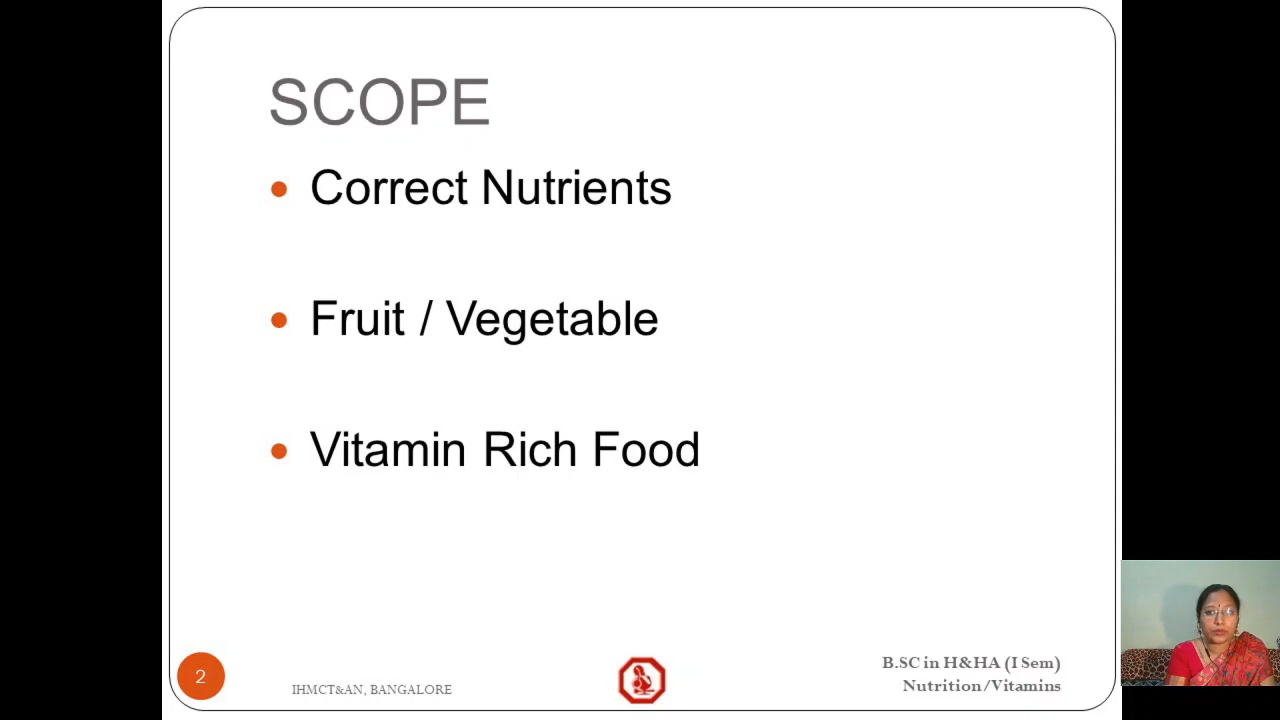 SCOPE
Correct Nutrients
Fruit / Vegetable
Vitamin Rich Food
2
IHMCT&AN, BANGALORE
B.SC in H&HA (I Sem)
Nutrition/Vitamins